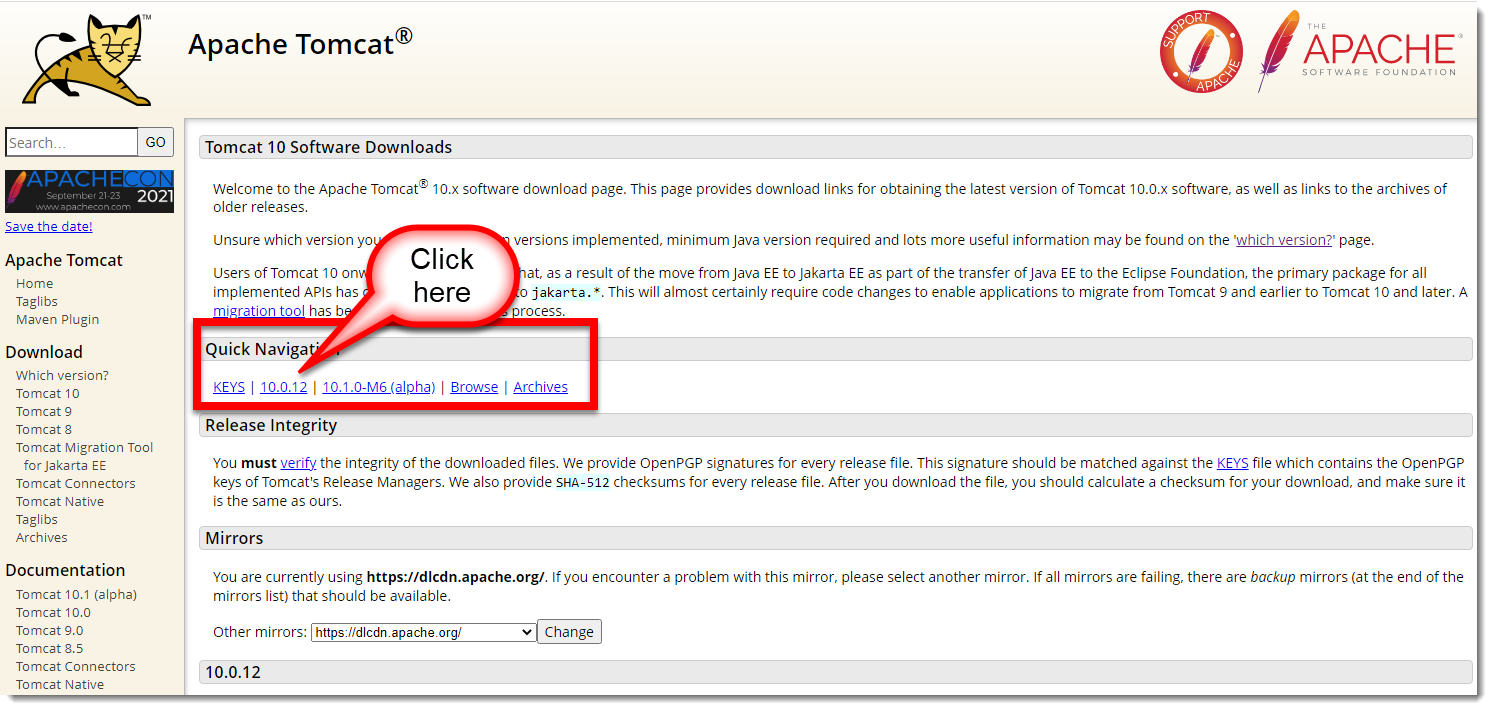 ™
Apache Tomcat®
SUPPORT
APACHE
THE
APACHE®
SOFTWARE FOUNDATION
Search… GO
APACHECON
September 21-23 2021
www.apachecon.com
Save the date!
Apache Tomcat
Home
Taglibs
Maven Plugin
Download
Which version?
Tomcat 10
Tomcat 9
Tomcat 8
Tomcat Migration Tool
for Jakarta EE
Tomcat Connectors
Tomcat Native
Taglibs
Archives
Documentation
Tomcat 10.1 (alpha)
Tomcat 10.0
Tomcat 9.0
Tomcat 8.5
Tomcat Connectors
Tomcat Native
Tomcat 10 Software Downloads
Welcome to the Apache Tomcat® 10.x software download page. This page provides download links for obtaining the latest version of Tomcat 10.0.x software, as well as links to the archives of
older releases.
Unsure which version you versions implemented, minimum Java version required and lots more useful information may be found on the 'which version?' page.
Users of Tomcat 10 onw hat, as a result of the move from Java EE to Jakarta EE as part of the transfer of Java EE to the Eclipse Foundation, the primary package for all
implemented APIs has to jakarta.*. This will almost certainly require code changes to enable applications to migrate from Tomcat 9 and earlier to Tomcat 10 and later. A
migration tool has be process.
Click
here
Quick Navigati
KEYS | 10.0.12 | 10.1.0-M6 (alpha) | Browse | Archives
Release Integrity
You must verify the integrity of the downloaded files. We provide OpenPGP signatures for every release file. This signature should be matched against the KEYS file which contains the OpenPGP
keys of Tomcat's Release Managers. We also provide SHA-512 checksums for every release file. After you download the file, you should calculate a checksum for your download, and make sure it
is the same as ours.
Mirrors
You are currently using https://dlcdn.apache.org/. If you encounter a problem with this mirror, please select another mirror. If all mirrors are failing, there are backup mirrors (at the end of the
mirrors list) that should be available.
Other mirrors: https://dlcdn.apache.org/ Change
10.0.12